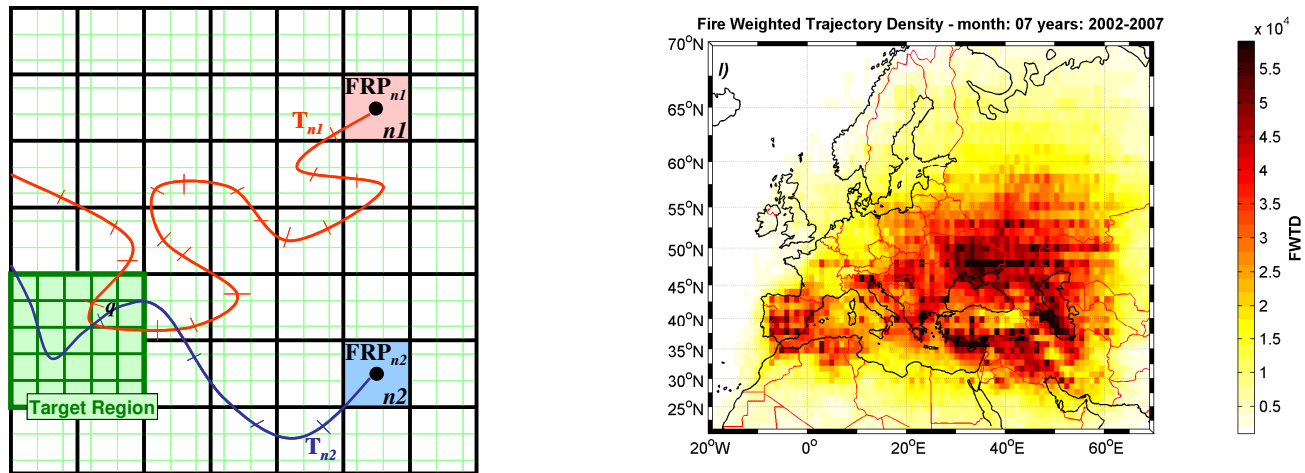 FRPn1
Tn1
n1
q
FRPn2
n2
Target Region
Tn2
Fire Weighted Trajectory Density - month: 07 years: 2002-2007
x 10^4
l)
70°N
65°N
60°N
55°N
50°N
45°N
40°N
35°N
30°N
25°N
20°W
0°
20°E
40°E
60°E
5.5
5
4.5
4
3.5
3
2.5
2
1.5
1
0.5
FWTD